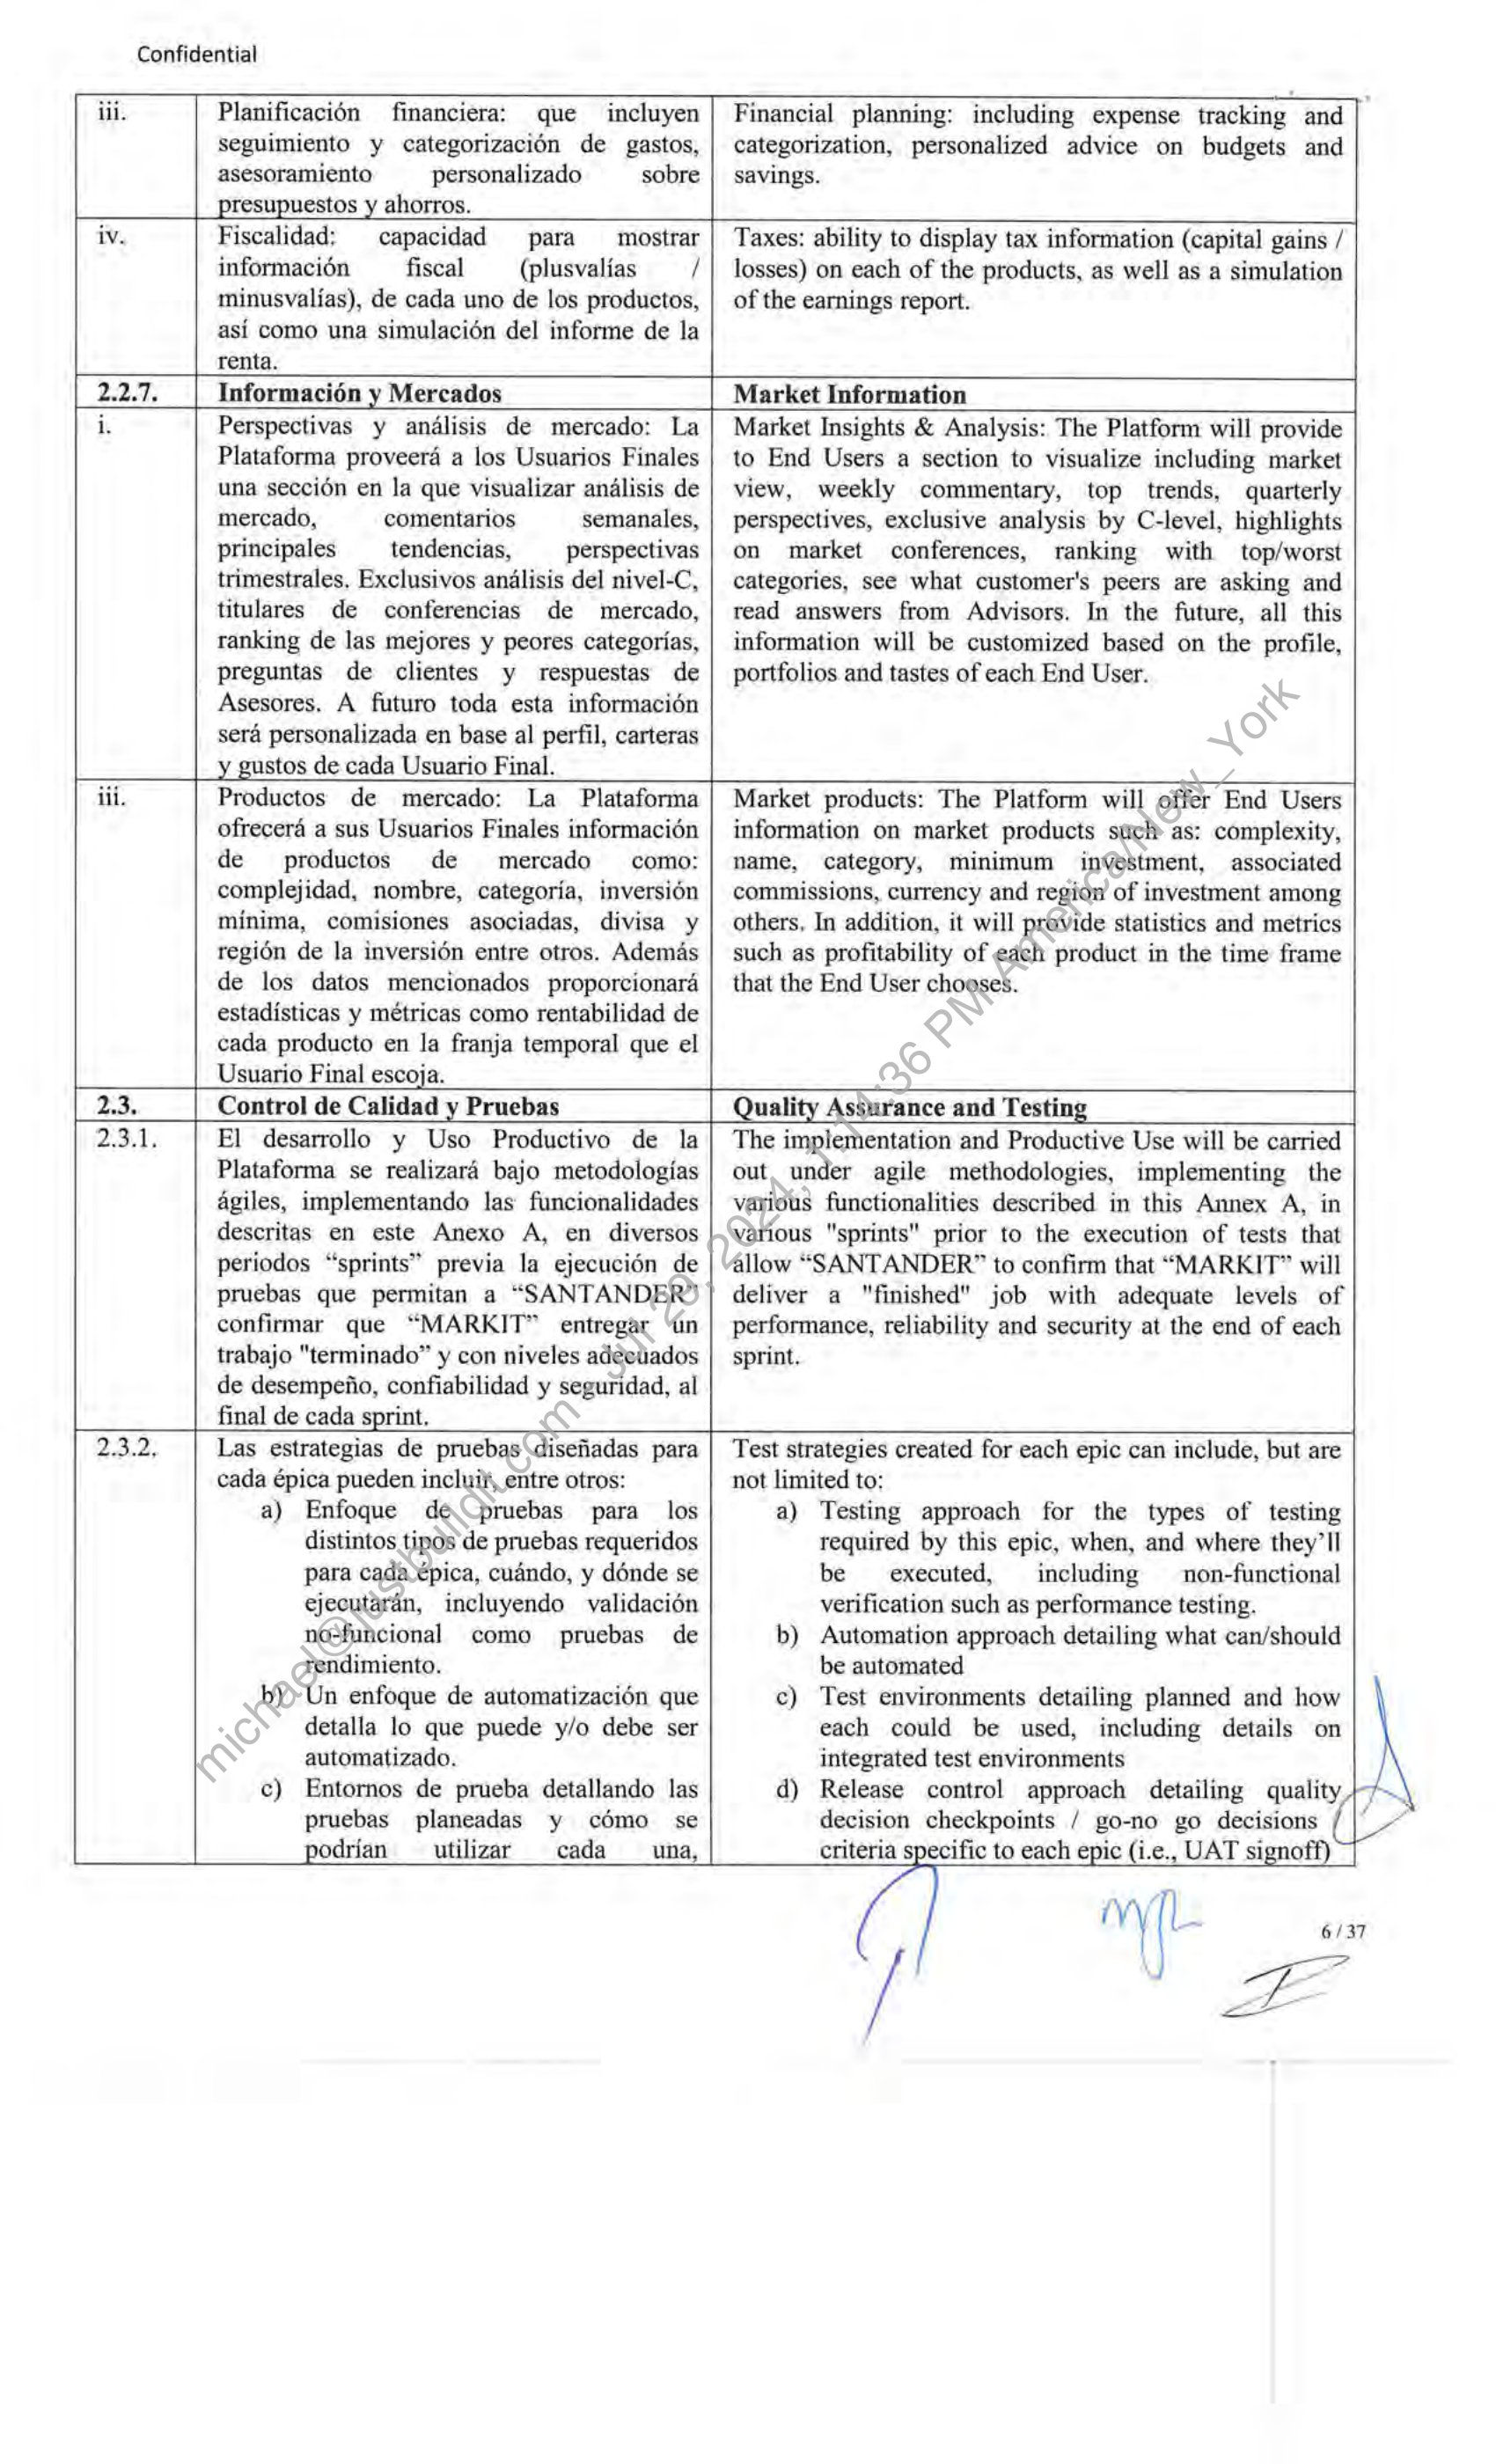 Confidential
iii.
Planificación financiera: que incluyen
seguimiento y categorización de gastos,
asesoramiento personalizado sobre
presupuestos y ahorros.
Financial planning: including expense tracking and
categorization, personalized advice on budgets and
savings.
iv.
Fiscalidad: capacidad para mostrar
información fiscal (plusvalías /
minusvalías), de cada uno de los productos,
así como una simulación del informe de la
renta.
Taxes: ability to display tax information (capital gains /
losses) on each of the products, as well as a simulation
of the earnings report.
2.2.7.
Información y Mercados
Market Information
i.
Perspectivas y análisis de mercado: La
Plataforma proveerá a los Usuarios Finales
una sección en la que visualizar análisis de
mercado, comentarios semanales,
principales tendencias, perspectivas
trimestrales. Exclusivos análisis del nivel-C,
titulares de conferencias de mercado,
ranking de las mejores y peores categorías,
preguntas de clientes y respuestas de
Asesores. A futuro toda esta información
será personalizada en base al perfil, carteras
y gustos de cada Usuario Final.
Market Insights & Analysis: The Platform will provide
to End Users a section to visualize including market
view, weekly commentary, top trends, quarterly
perspectives, exclusive analysis by C-level, highlights
on market conferences, ranking with top/worst
categories, see what customer's peers are asking and
read answers from Advisors. In the future, all this
information will be customized based on the profile,
portfolios and tastes of each End User.
iii.
Productos de mercado: La Plataforma
ofrecerá a sus Usuarios Finales información
de productos de mercado como:
complejidad, nombre, categoría, inversión
mínima, comisiones asociadas, divisa y
región de la inversión entre otros. Además
de los datos mencionados proporcionará
estadísticas y métricas como rentabilidad de
cada producto en la franja temporal que el
Usuario Final escoja.
Market products: The Platform will offer End Users
information on market products such as: complexity,
name, category, minimum investment, associated
commissions, currency and region of investment among
others. In addition, it will provide statistics and metrics
such as profitability of each product in the time frame
that the End User chooses.
2.3.
Control de Calidad y Pruebas
Quality Assurance and Testing
2.3.1.
El desarrollo y Uso Productivo de la
Plataforma se realizará bajo metodologías
ágiles, implementando las funcionalidades
descritas en este Anexo A, en diversos
periodos “sprints” previa la ejecución de
pruebas que permitan a “SANTANDER”
confirmar que “MARKIT” entregar un
trabajo "terminado” y con niveles adecuados
de desempeño, confiabilidad y seguridad, al
final de cada sprint.
The implementation and Productive Use will be carried
out under agile methodologies, implementing the
various functionalities described in this Annex A, in
various "sprints" prior to the execution of tests that
allow “SANTANDER” to confirm that “MARKIT” will
deliver a "finished" job with adequate levels of
performance, reliability and security at the end of each
sprint.
2.3.2.
Las estrategias de pruebas diseñadas para
cada épica pueden incluir, entre otros:
a) Enfoque de pruebas para los
distintos tipos de pruebas requeridos
para cada épica, cuándo, y dónde se
ejecutarán, incluyendo validación
no-funcional como pruebas de
rendimiento.
b) Un enfoque de automatización que
detalla lo que puede y/o debe ser
automatizado.
c) Entornos de prueba detallando las
pruebas planeadas y cómo se
podrían utilizar cada una,
Test strategies created for each epic can include, but are
not limited to:
a) Testing approach for the types of testing
required by this epic, when, and where they’ll
be executed, including non-functional
verification such as performance testing.
b) Automation approach detailing what can/should
be automated
c) Test environments detailing planned and how
each could be used, including details on
integrated test environments
d) Release control approach detailing quality
decision checkpoints / go-no go decisions
criteria specific to each epic (i.e., UAT signoff)
michael@justbuildit.com - Jul 29, 2024, 1:14:36 PM America/New_York
6 / 37